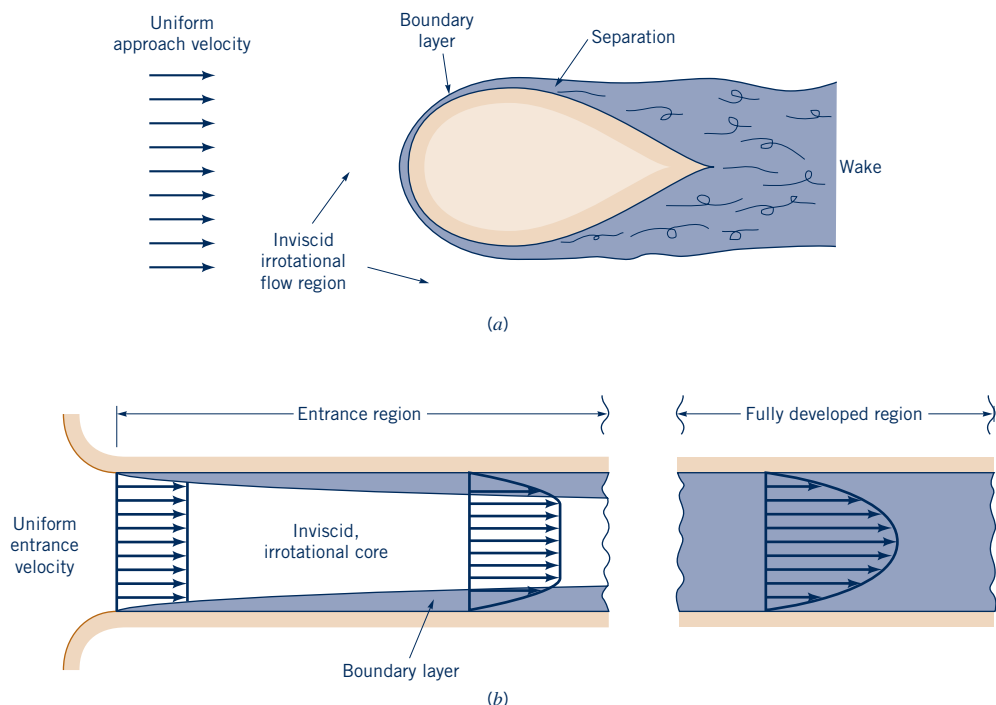 Uniform
approach velocity
Boundary
layer
Separation
Wake
Inviscid
irrotational
flow region
(a)
Entrance region
Fully developed region
Uniform
entrance
velocity
Inviscid,
irrotational core
Boundary layer
(b)